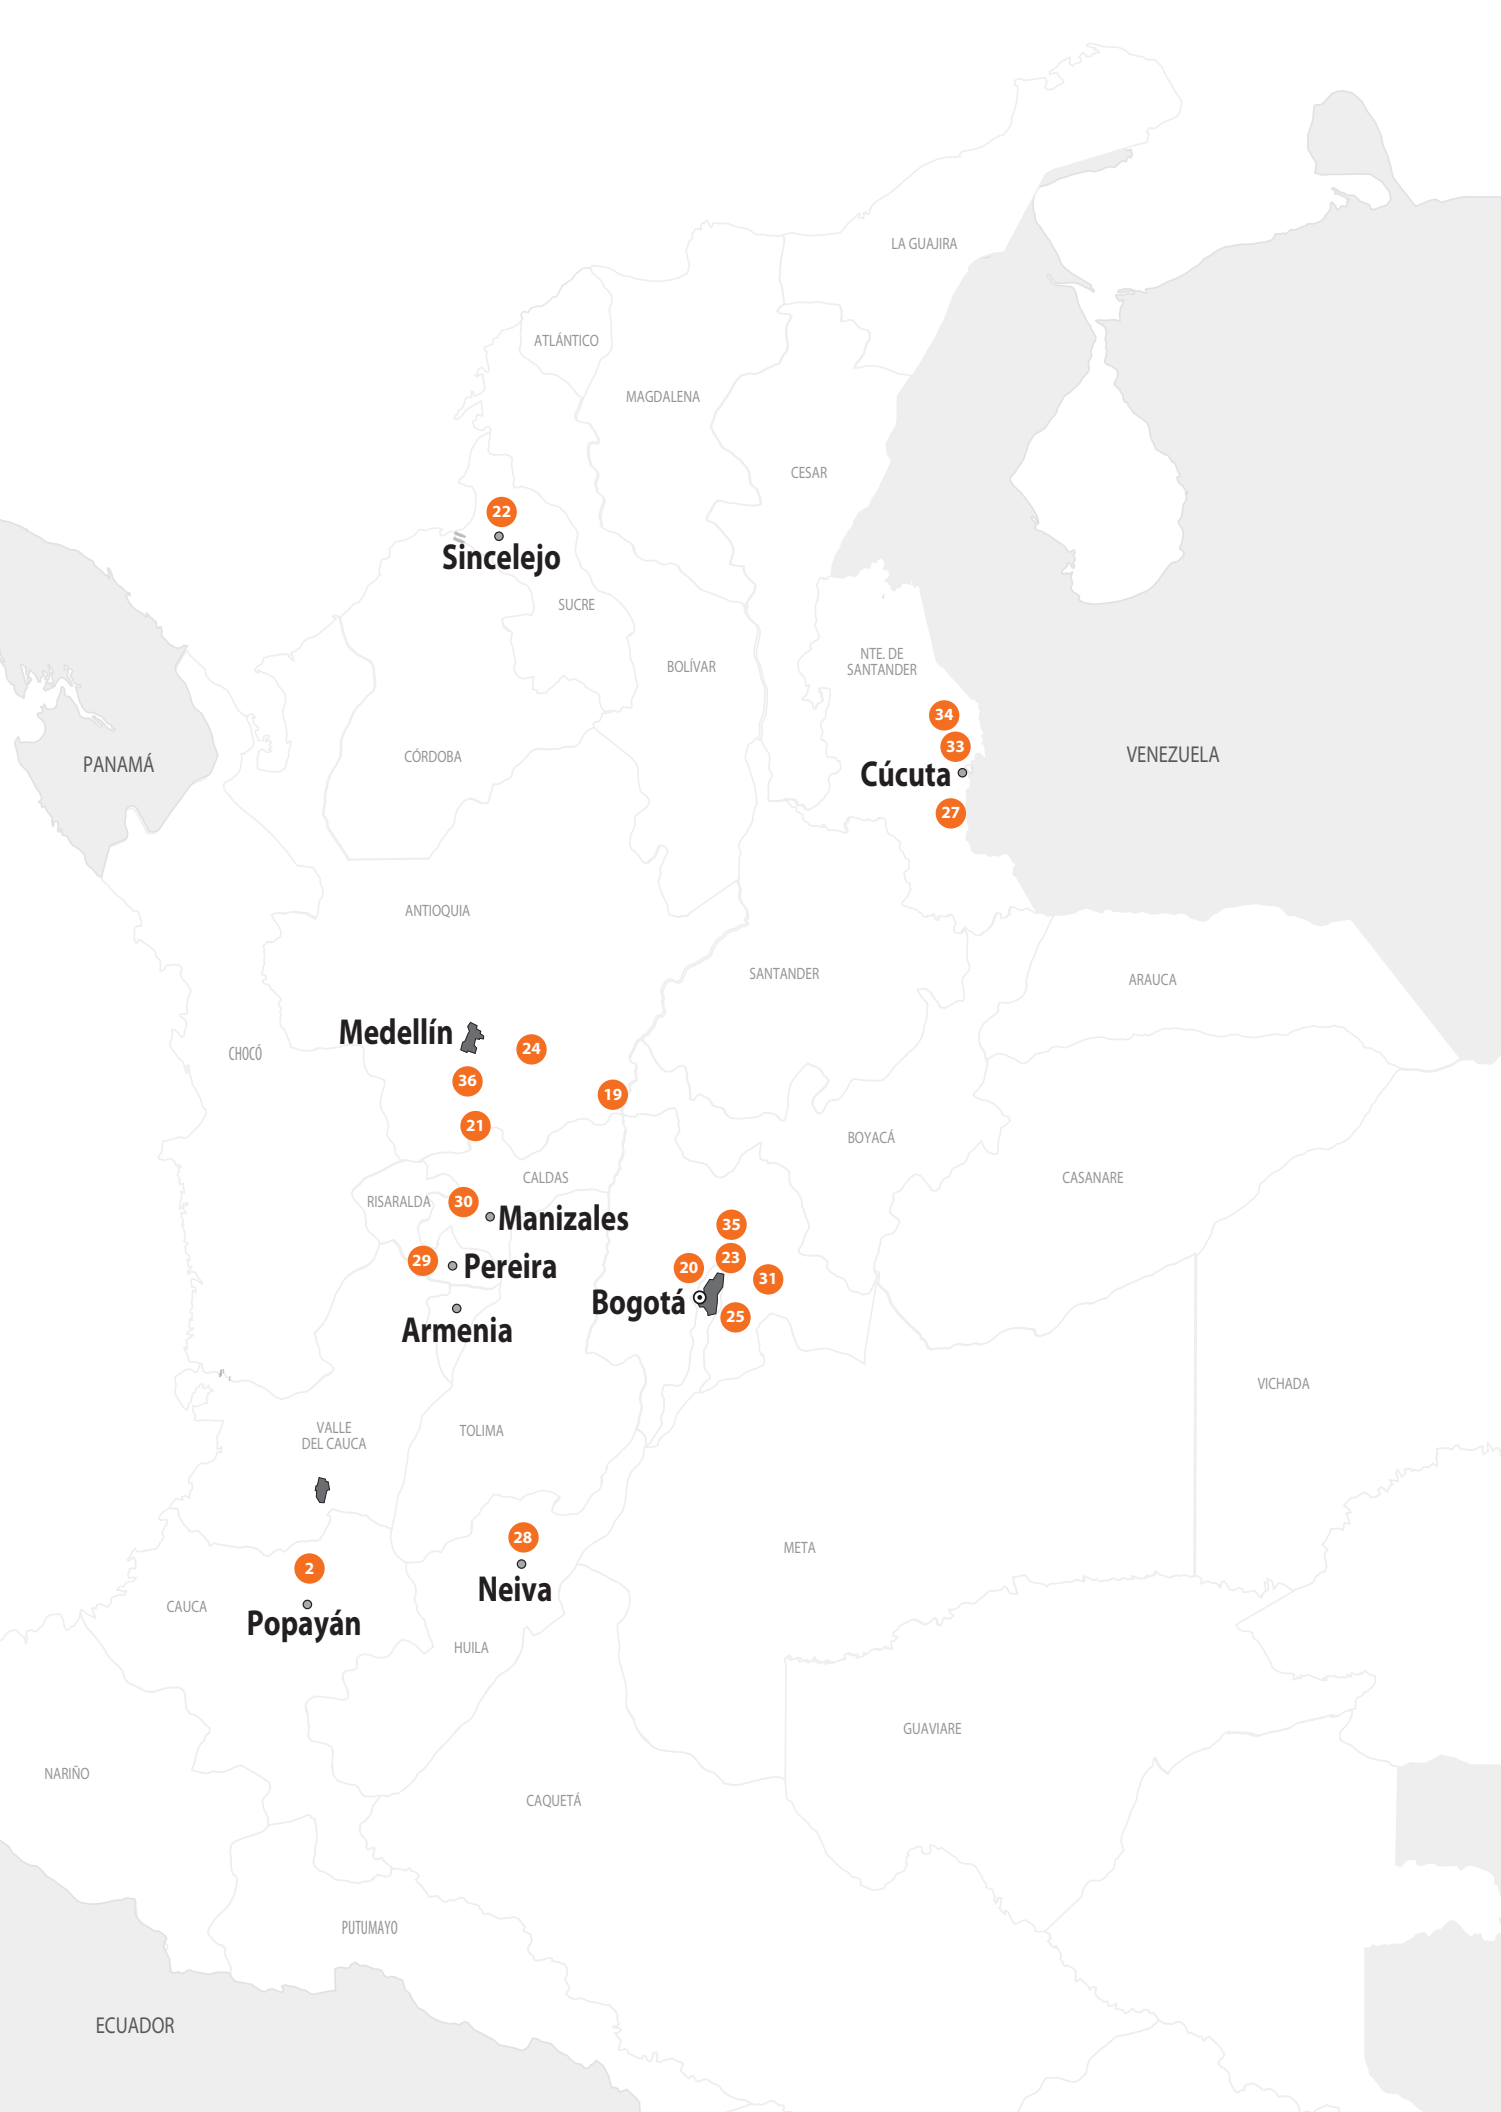 LA GUAJIRA
ATLÁNTICO
MAGDALENA
CESAR
22
Sincelejo
SUCRE
NTE. DE
SANTANDER
BOLÍVAR
34
33
CÓRDOBA
PANAMÁ
VENEZUELA
Cúcuta
27
ANTIOQUIA
SANTANDER
ARAUCA
Medellín
24
CHOCÓ
36
19
21
BOYACÁ
CALDAS
CASANARE
RISARALDA
30
Manizales
35
29
Pereira
23
20
31
Bogotá
25
Armenia
VICHADA
VALLE
DEL CAUCA
TOLIMA
28
META
2
Neiva
CAUCA
Popayán
HUILA
GUAVIARE
NARIÑO
CAQUETÁ
PUTUMAYO
ECUADOR